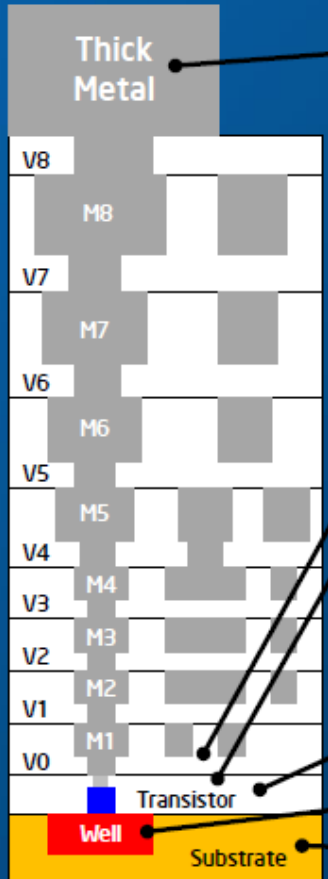 Thick
Metal
V8
M8
V7
M7
V6
M6
V5
M5
V4
M4
V3
M3
V2
M2
V1
M1
V0
Transistor
Well
Substrate